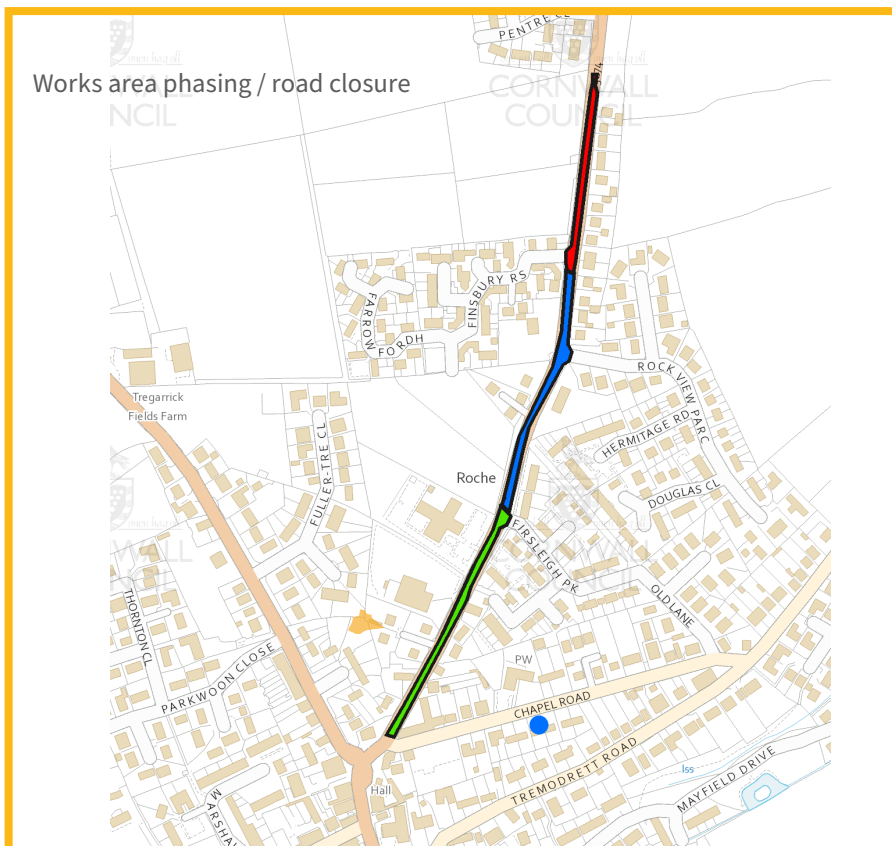 PENTRE CL
Works area phasing / road closure
CORNWALL
COUNCIL
FINSBURY RS
FARROW
FORDH
ROCK VIEW PARC
Tregarrick
Fields Farm
HERMITAGE RD
FULLER-TRE CL
Roche
DOUGLAS CL
FIRSLEIGH PK
OLD LANE
THORNTON CL
PARKWOON CLOSE
PW
CHAPEL ROAD
TREMODRETT ROAD
Iss
MAYFIELD DRIVE
Hall
MARSHA